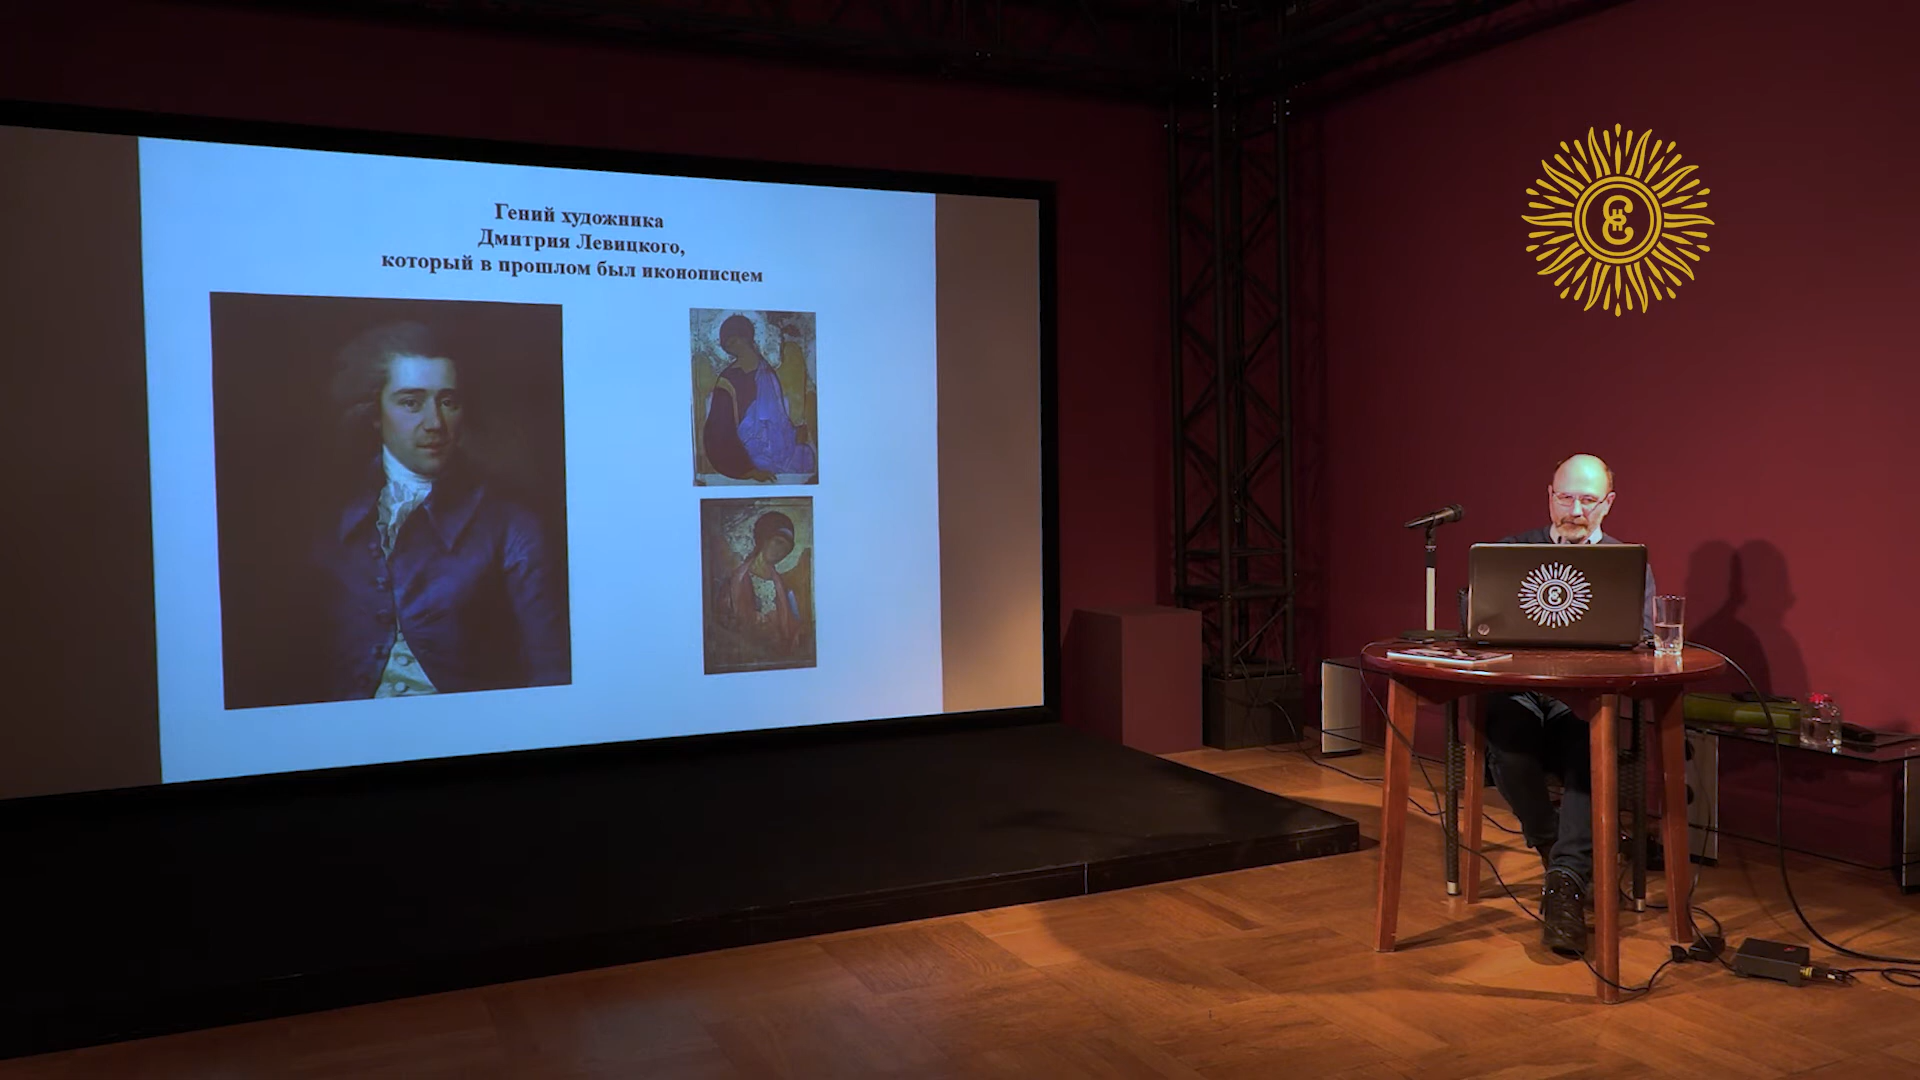 Гений художника
Дмитрия Левицкого,
который в прошлом был иконописцем